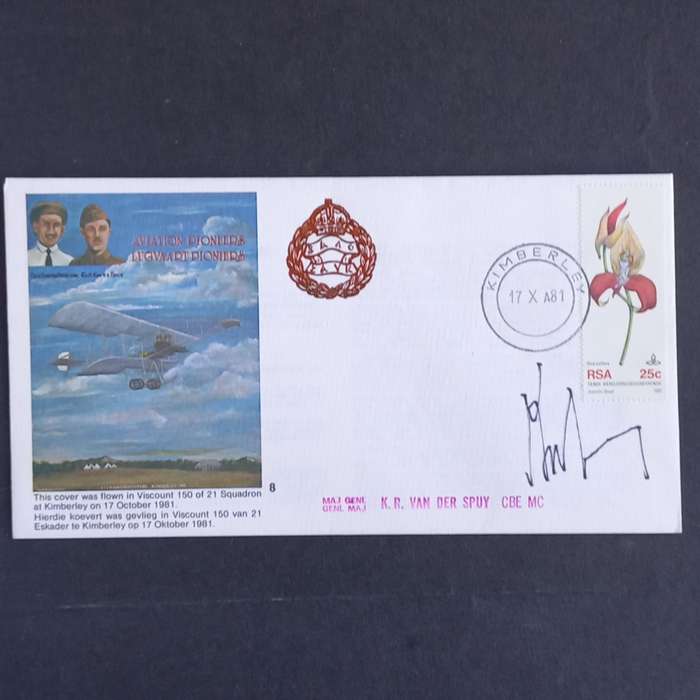 AVIATION PIONEERS
LUGVAART PIONIERS
KIMBERLEY
17 X A81
RSA 25c
8
This cover was flown in Viscount 150 of 21 Squadron
at Kimberley on 17 October 1981.
Hierdie koevert was gevlieg in Viscount 150 van 21
Eskader te Kimberley op 17 Oktober 1981.
MAJ GENL
GENL MAJ
K. R. VAN DER SPUY CBE MC